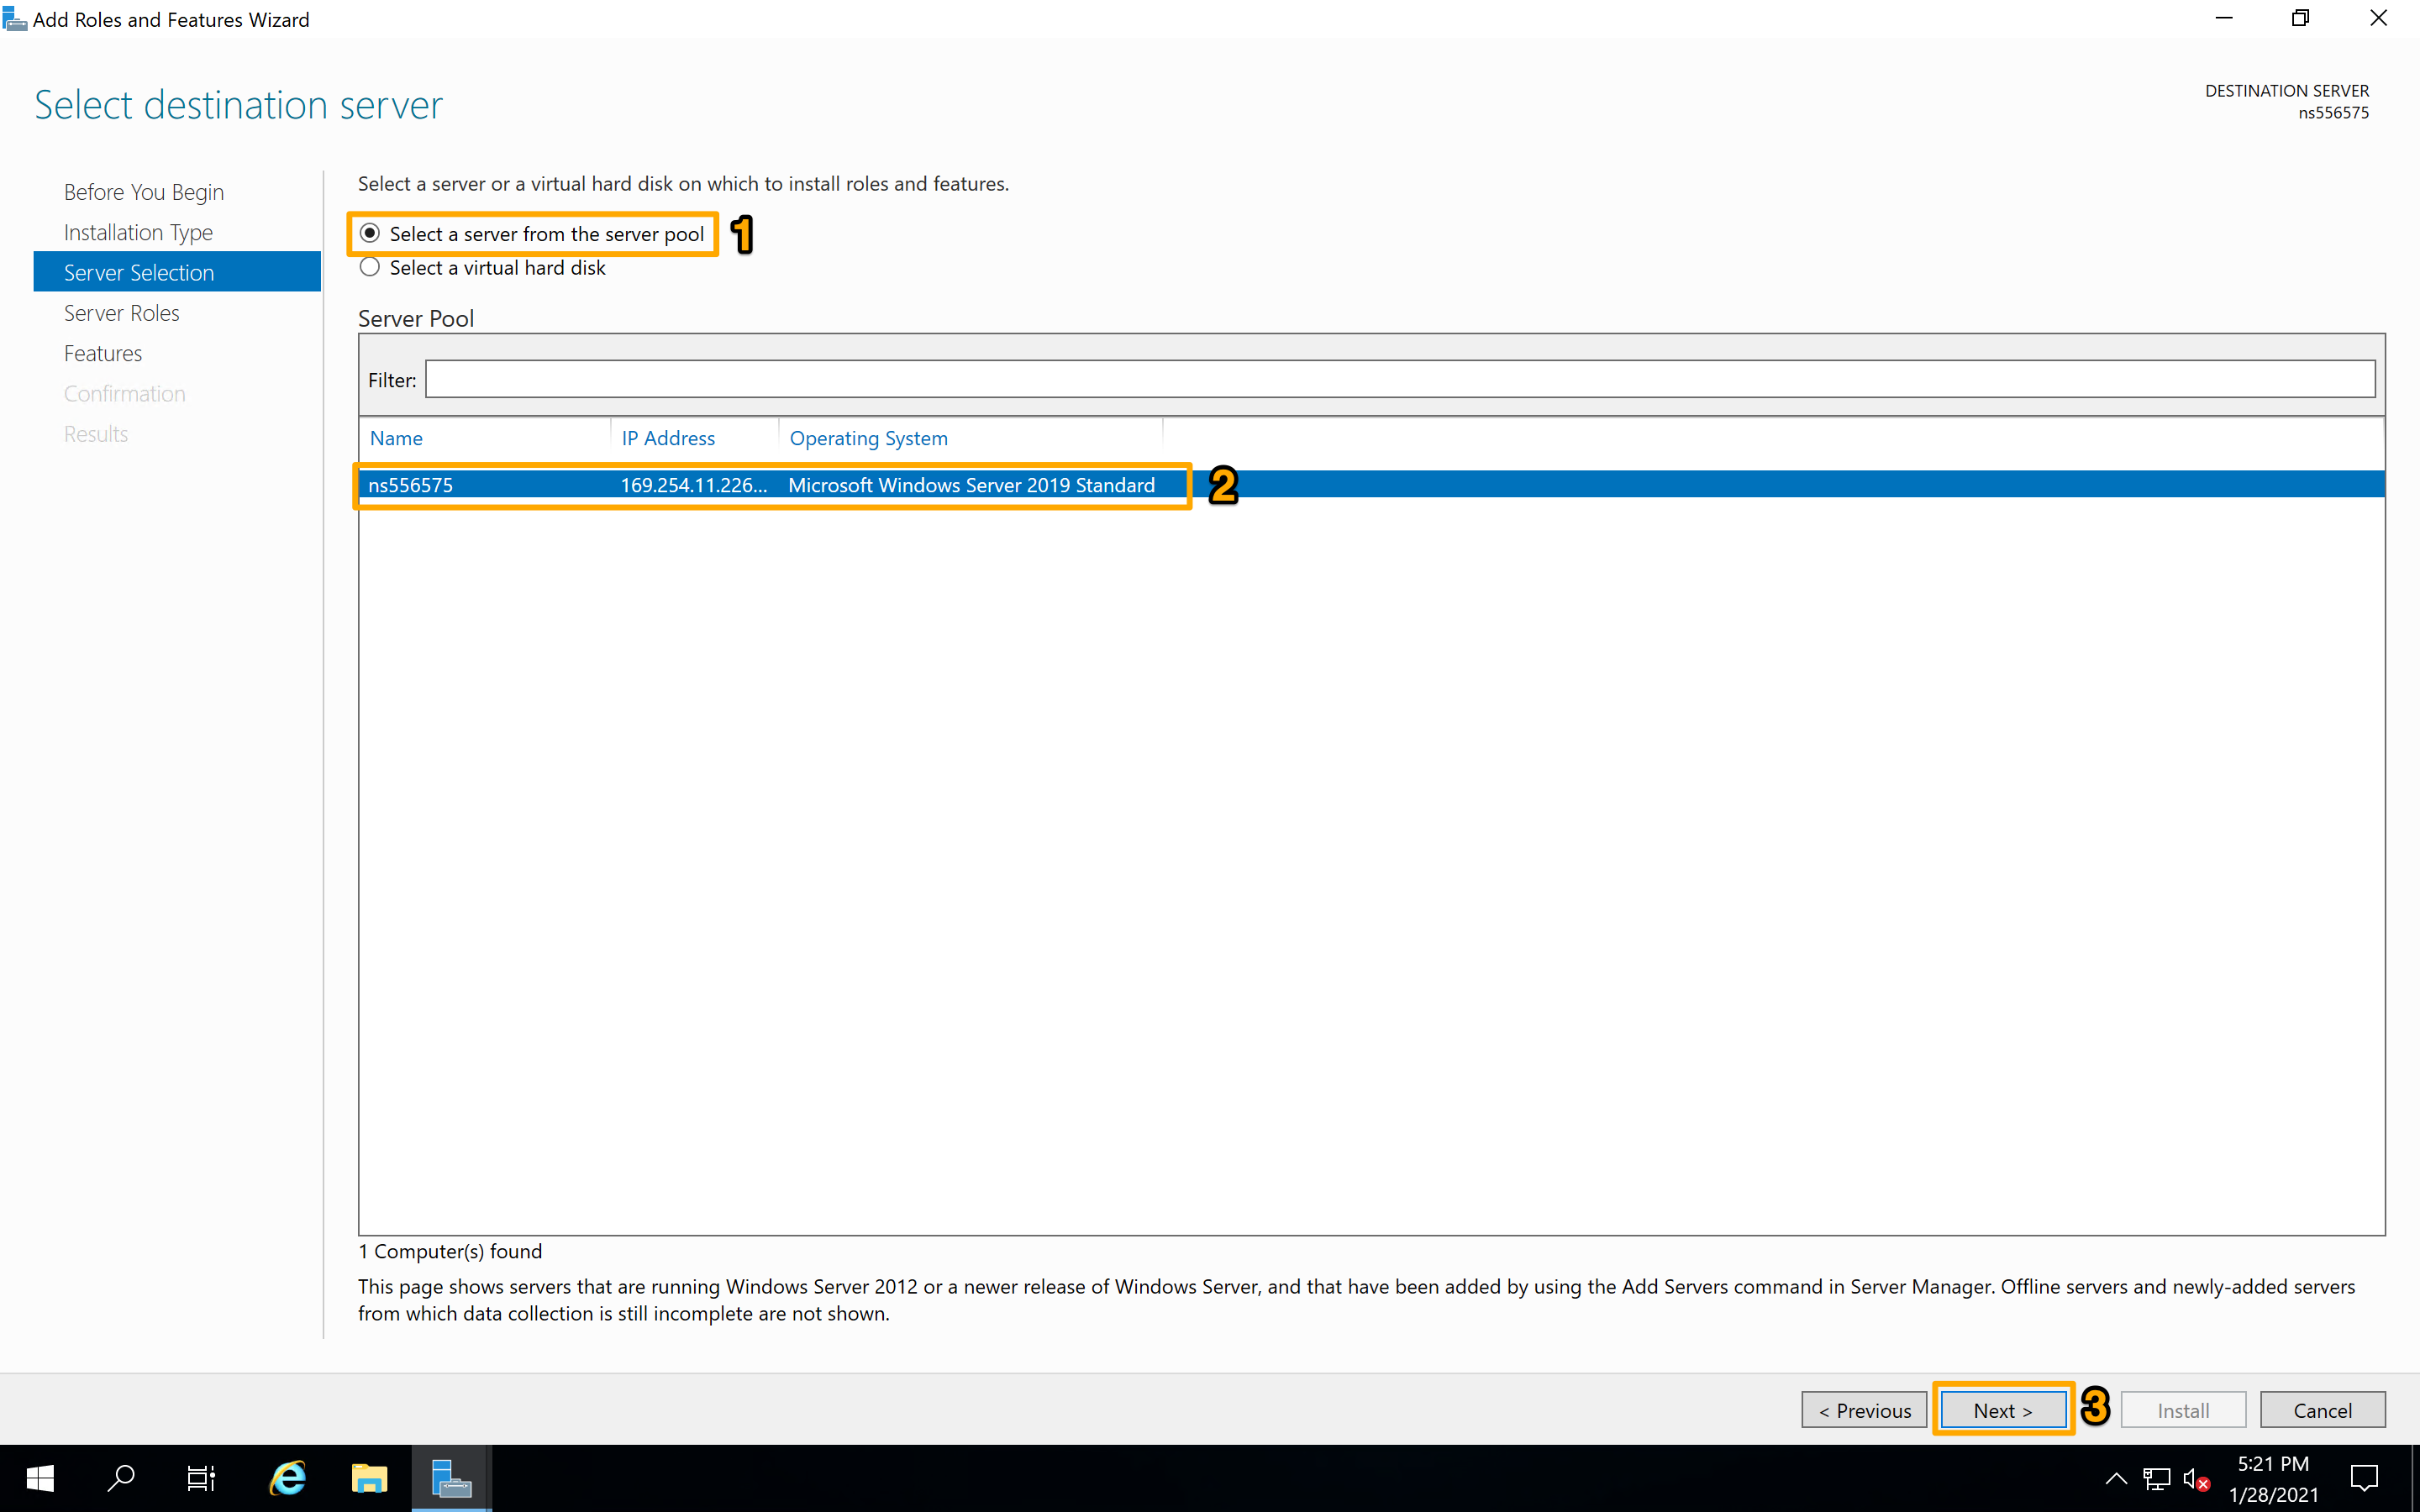 Add Roles and Features Wizard
Select destination server
DESTINATION SERVER
ns556575
Before You Begin
Installation Type
Server Selection
Server Roles
Features
Confirmation
Results
Select a server or a virtual hard disk on which to install roles and features.
Select a server from the server pool
1
Select a virtual hard disk
Server Pool
Filter:
Name IP Address Operating System
ns556575 169.254.11.226... Microsoft Windows Server 2019 Standard
2
1 Computer(s) found
This page shows servers that are running Windows Server 2012 or a newer release of Windows Server, and that have been added by using the Add Servers command in Server Manager. Offline servers and newly-added servers
from which data collection is still incomplete are not shown.
< Previous
Next >
3
Install
Cancel
5:21 PM
1/28/2021